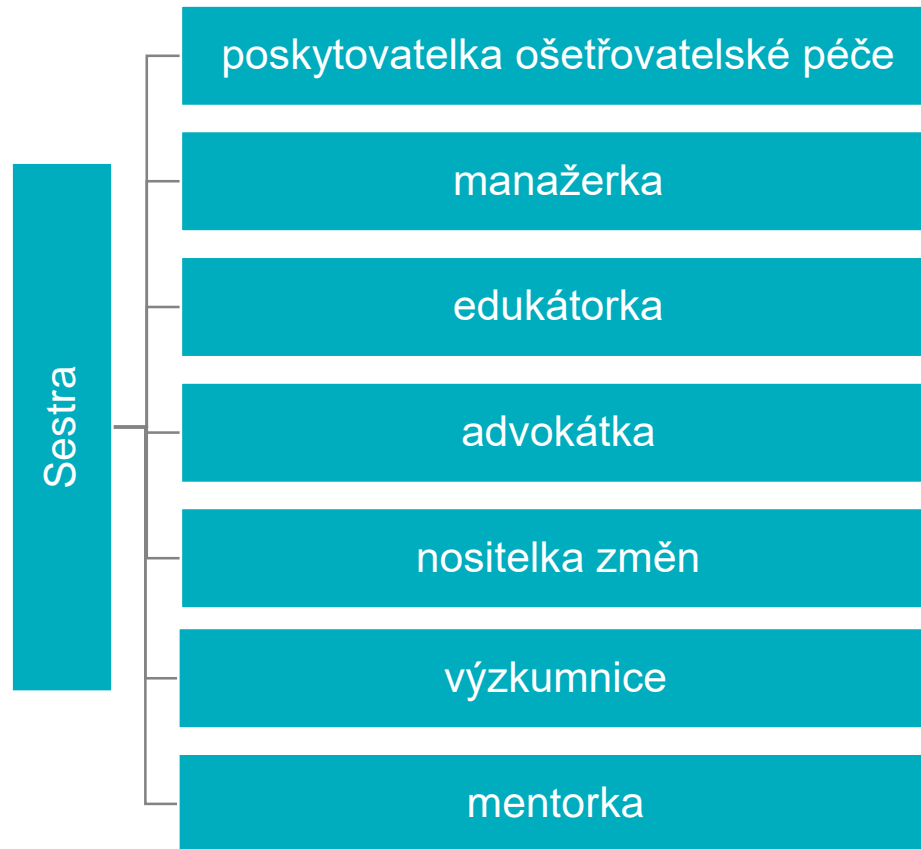 Sestra
poskytovatelka ošetřovatelské péče
manažerka
edukátorka
advokátka
nositelka změn
výzkumnice
mentorka